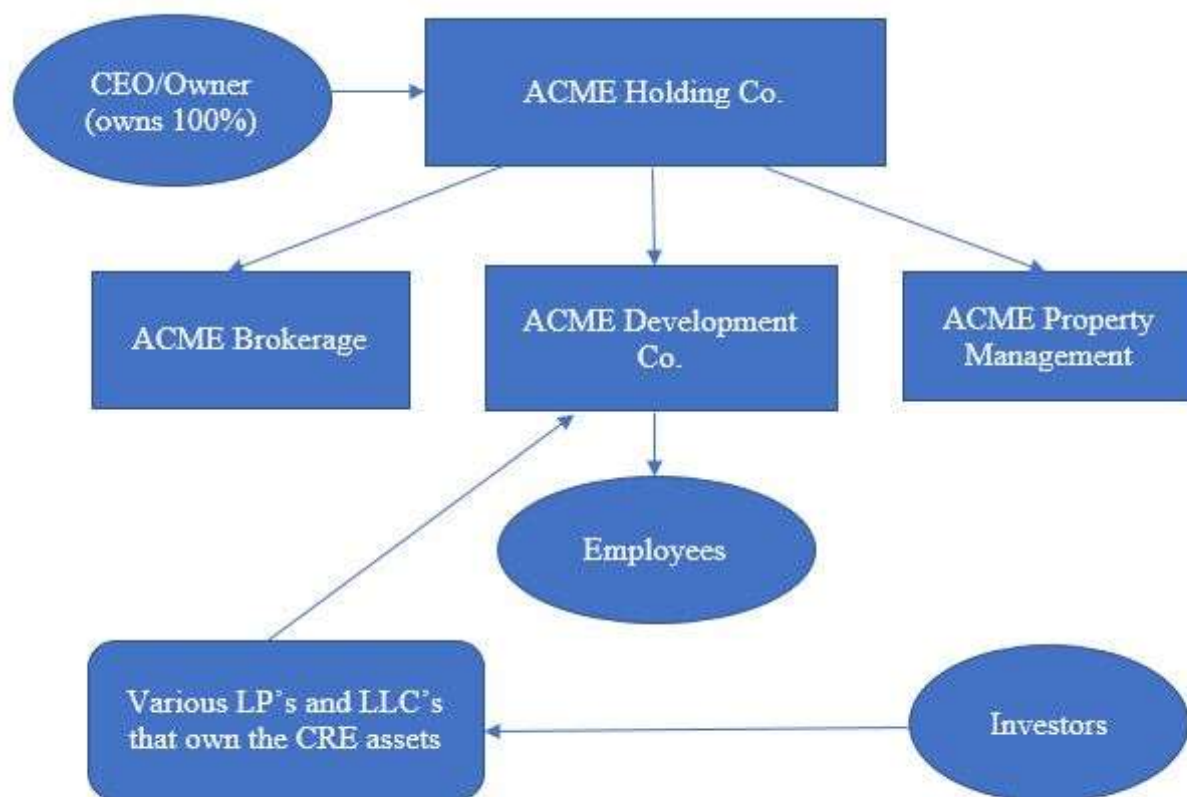 CEO/Owner
(owns 100%)
ACME Holding Co.
ACME Brokerage
ACME Development
Co.
ACME Property
Management
Employees
Various LP’s and LLC’s
that own the CRE assets
Investors